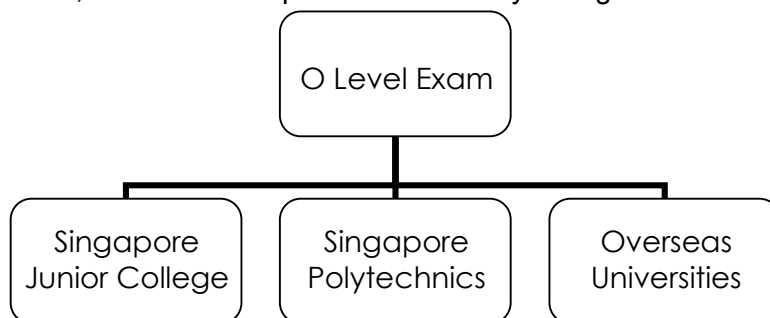 O Level Exam
Singapore
Junior College
Singapore
Polytechnics
Overseas
Universities